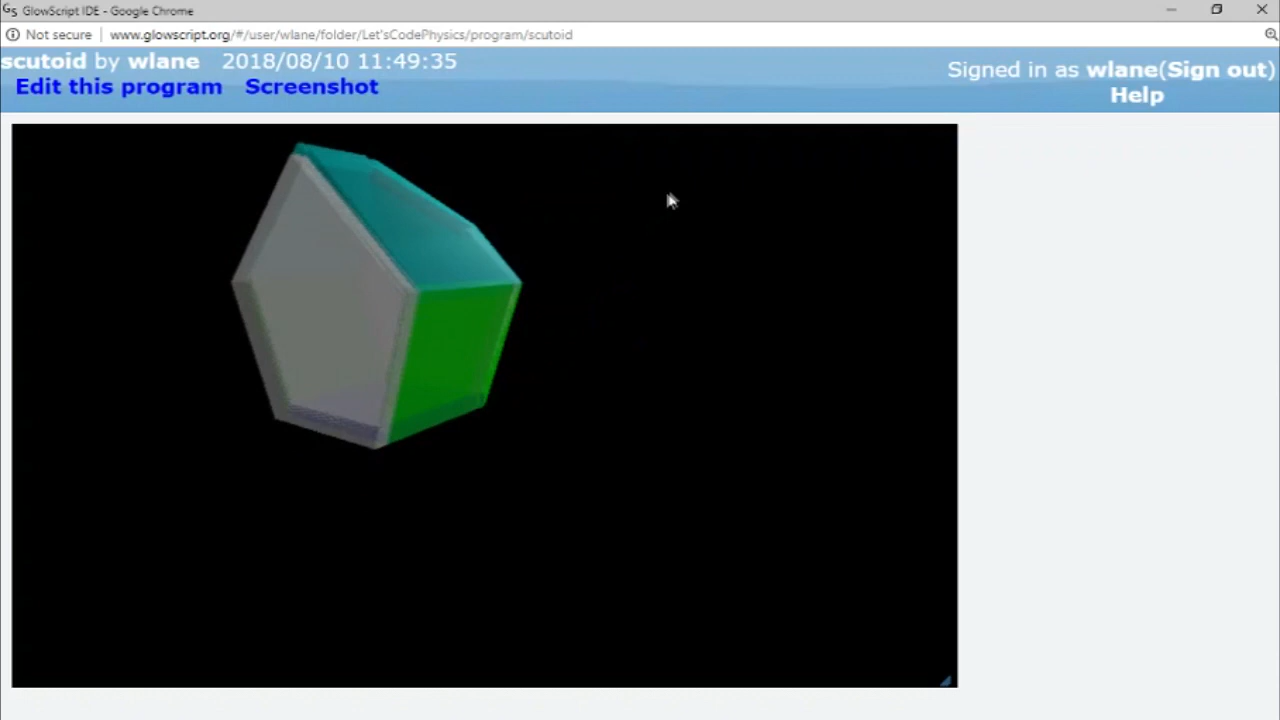 GS GlowScript IDE - Google Chrome
Not secure | www.glowscript.org/#/user/wlane/folder/Let'sCodePhysics/program/scutoid
scutoid by wlane 2018/08/10 11:49:35
Edit this program Screenshot
Signed in as wlane(Sign out)
Help